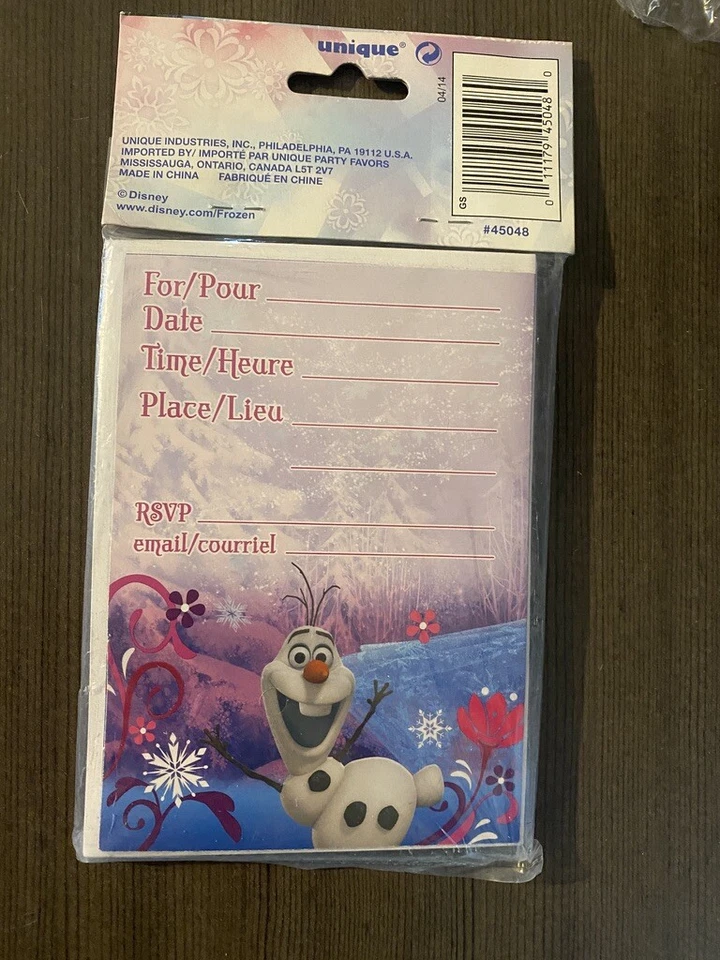 unique®
04/14
UNIQUE INDUSTRIES, INC., PHILADELPHIA, PA 19112 U.S.A.
IMPORTED BY/ IMPORTÉ PAR UNIQUE PARTY FAVORS
MISSISSAUGA, ONTARIO, CANADA L5T 2V7
MADE IN CHINA FABRIQUÉ EN CHINE
©Disney
www.disney.com/Frozen
GS
0 11179 45048 0
#45048
For/Pour
Date
Time/Heure
Place/Lieu
RSVP
email/courriel